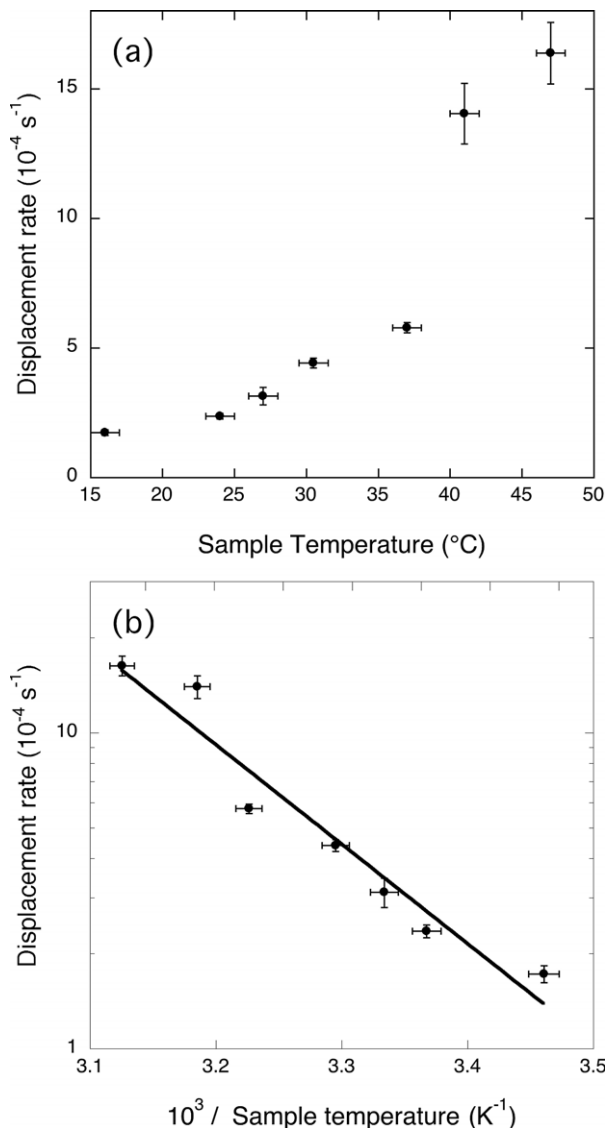 (a)
Displacement rate (10⁻⁴ s⁻¹)
15
10
5
0
15 20 25 30 35 40 45 50
Sample Temperature (°C)
(b)
Displacement rate (10⁻⁴ s⁻¹)
10
1
3.1 3.2 3.3 3.4 3.5
10³ / Sample temperature (K⁻¹)